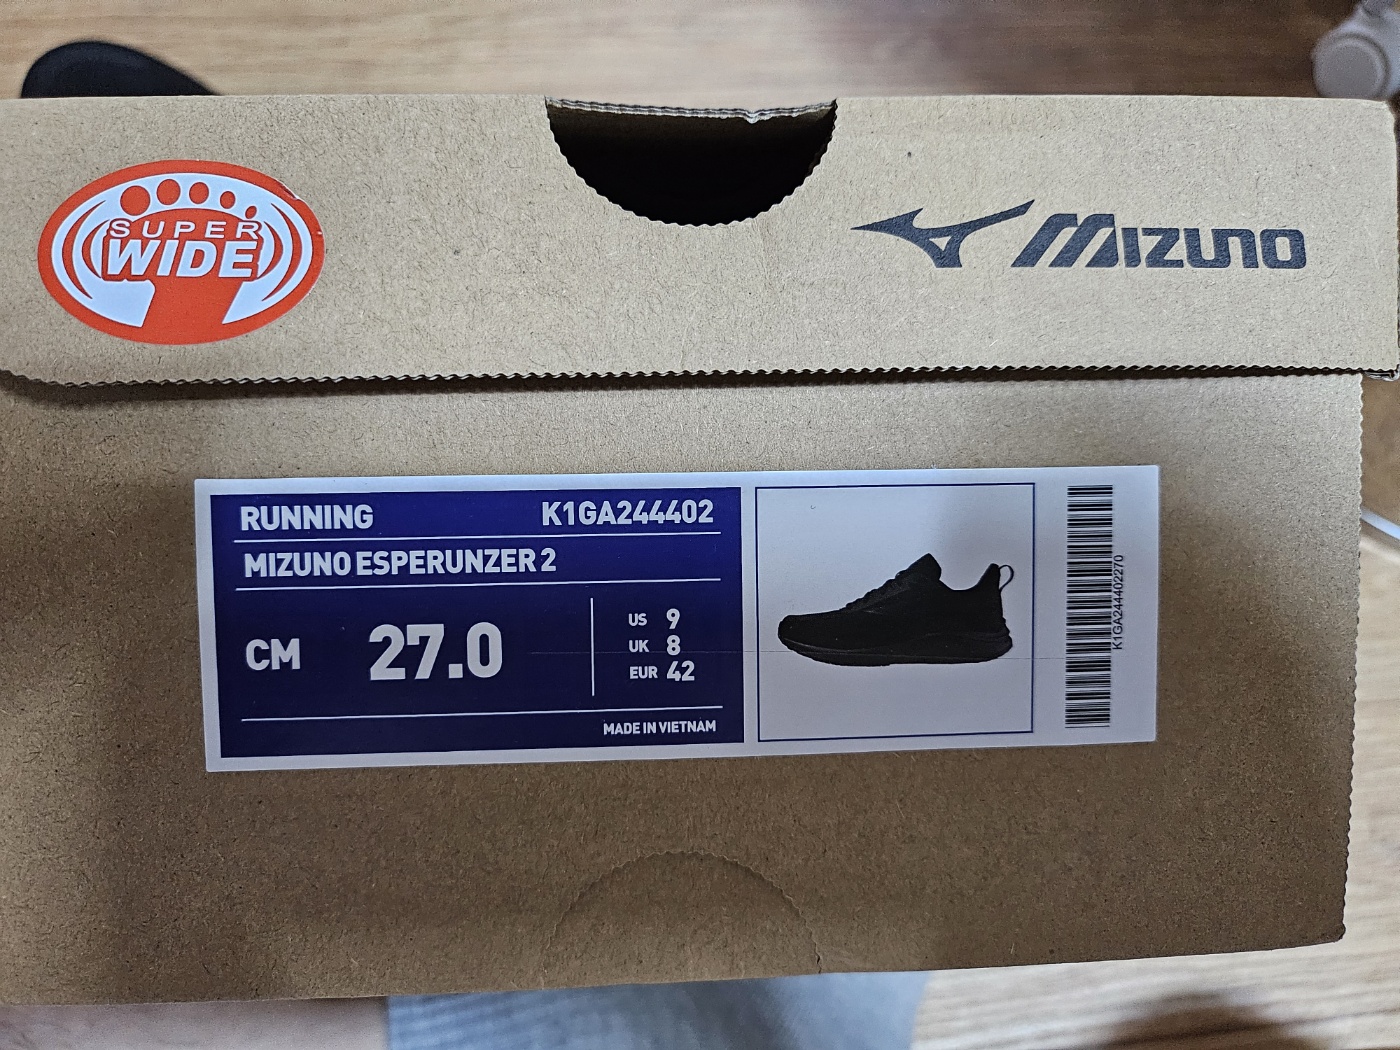 SUPER
WIDE
MIZUNO
RUNNING K1GA244402
MIZUNO ESPERUNZER 2
CM 27.0
US 9
UK 8
EUR 42
MADE IN VIETNAM
K1GA244402270